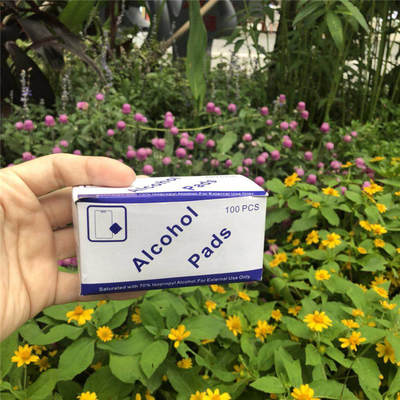 Alcohol
Pads
100 PCS
Alcohol
Pads
Saturated with 70% Isopropyl Alcohol For External Use Only